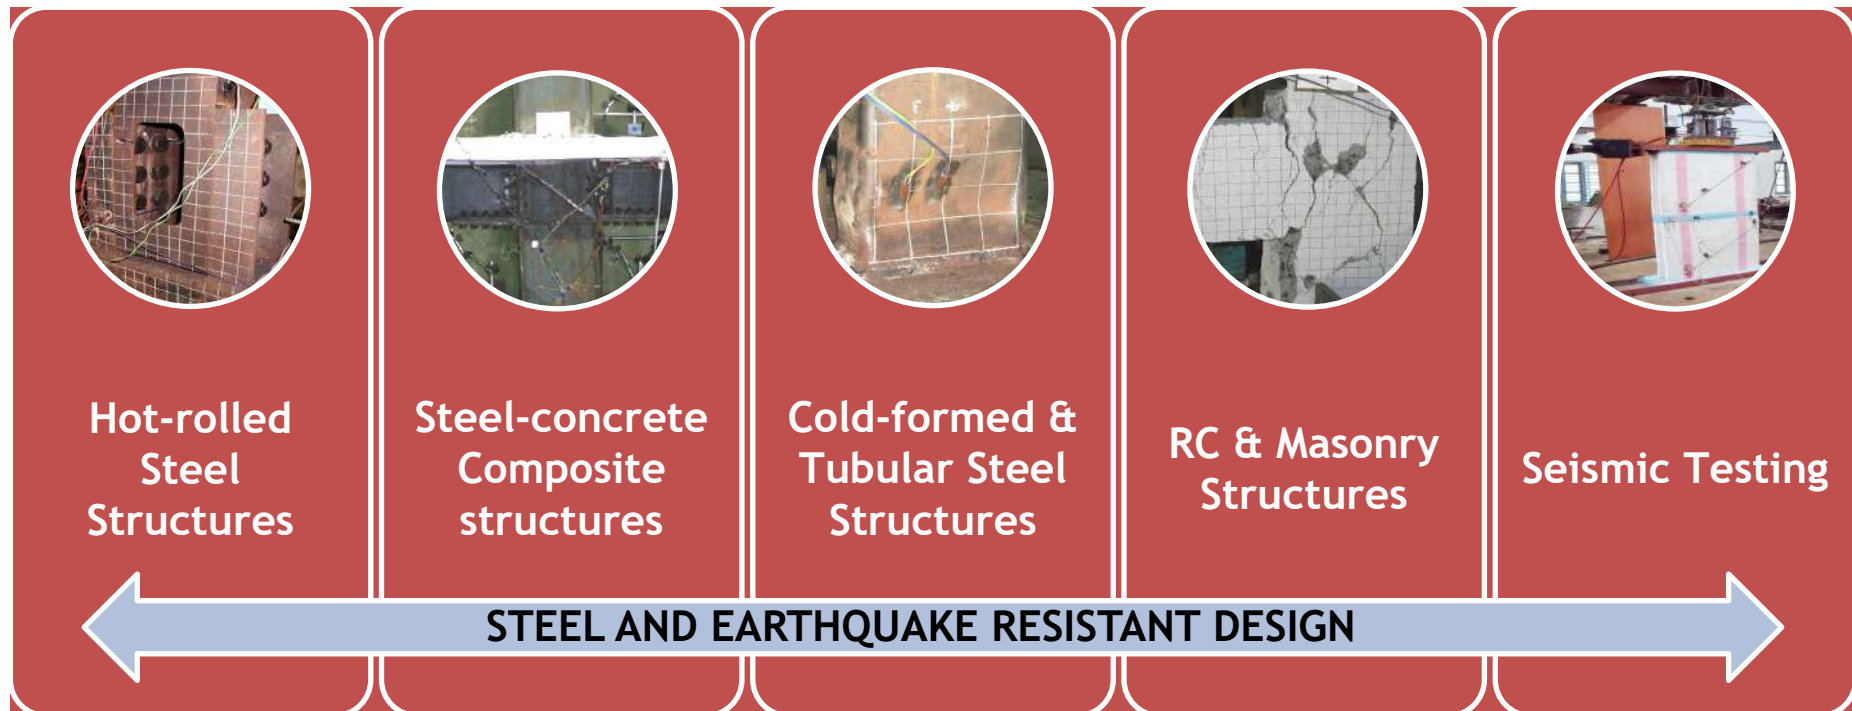 Hot-rolled
Steel
Structures
Steel-concrete
Composite
structures
Cold-formed &
Tubular Steel
Structures
RC & Masonry
Structures
Seismic Testing
STEEL AND EARTHQUAKE RESISTANT DESIGN